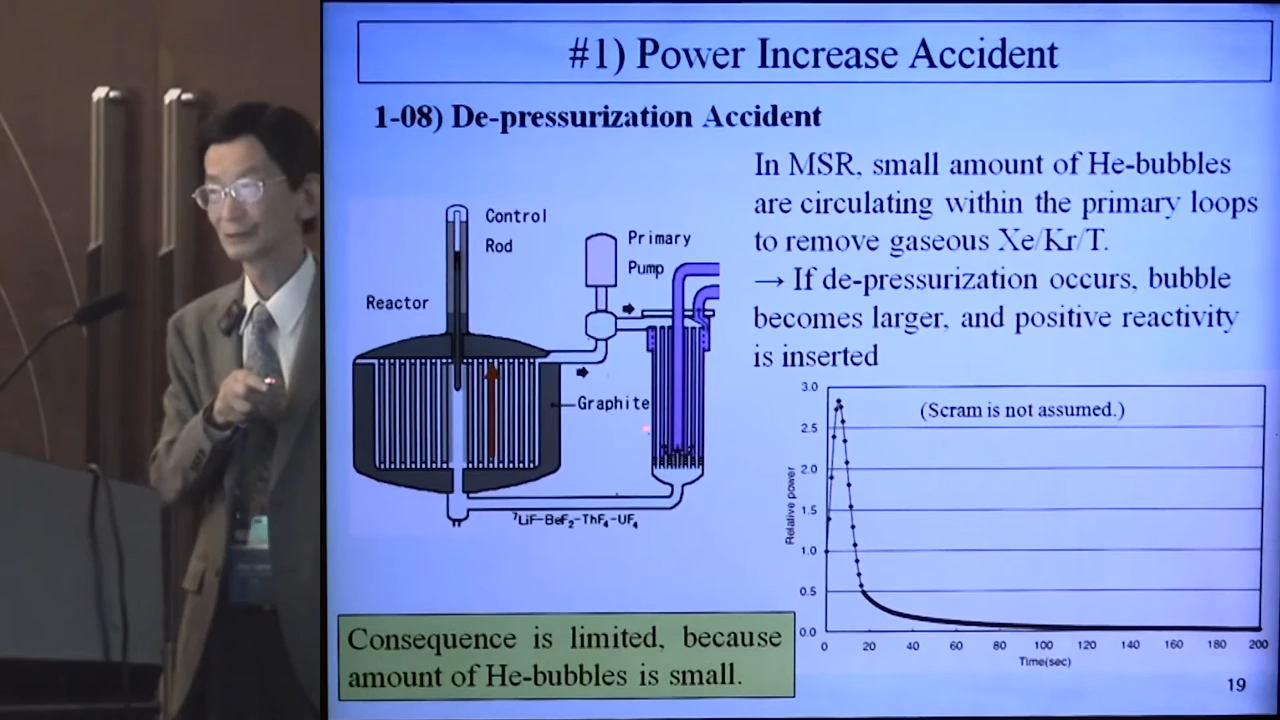 #1) Power Increase Accident
1-08) De-pressurization Accident
In MSR, small amount of He-bubbles
are circulating within the primary loops
to remove gaseous Xe/Kr/T.
→ If de-pressurization occurs, bubble
becomes larger, and positive reactivity
is inserted
Control
Rod
Primary
Pump
Reactor
Graphite
⁷LiF-BeF₂-ThF₄-UF₄
(Scram is not assumed.)
Relative power
3.0
2.5
2.0
1.5
1.0
0.5
0.0
0 20 40 60 80 100 120 140 160 180 200
Time(sec)
Consequence is limited, because
amount of He-bubbles is small.
19